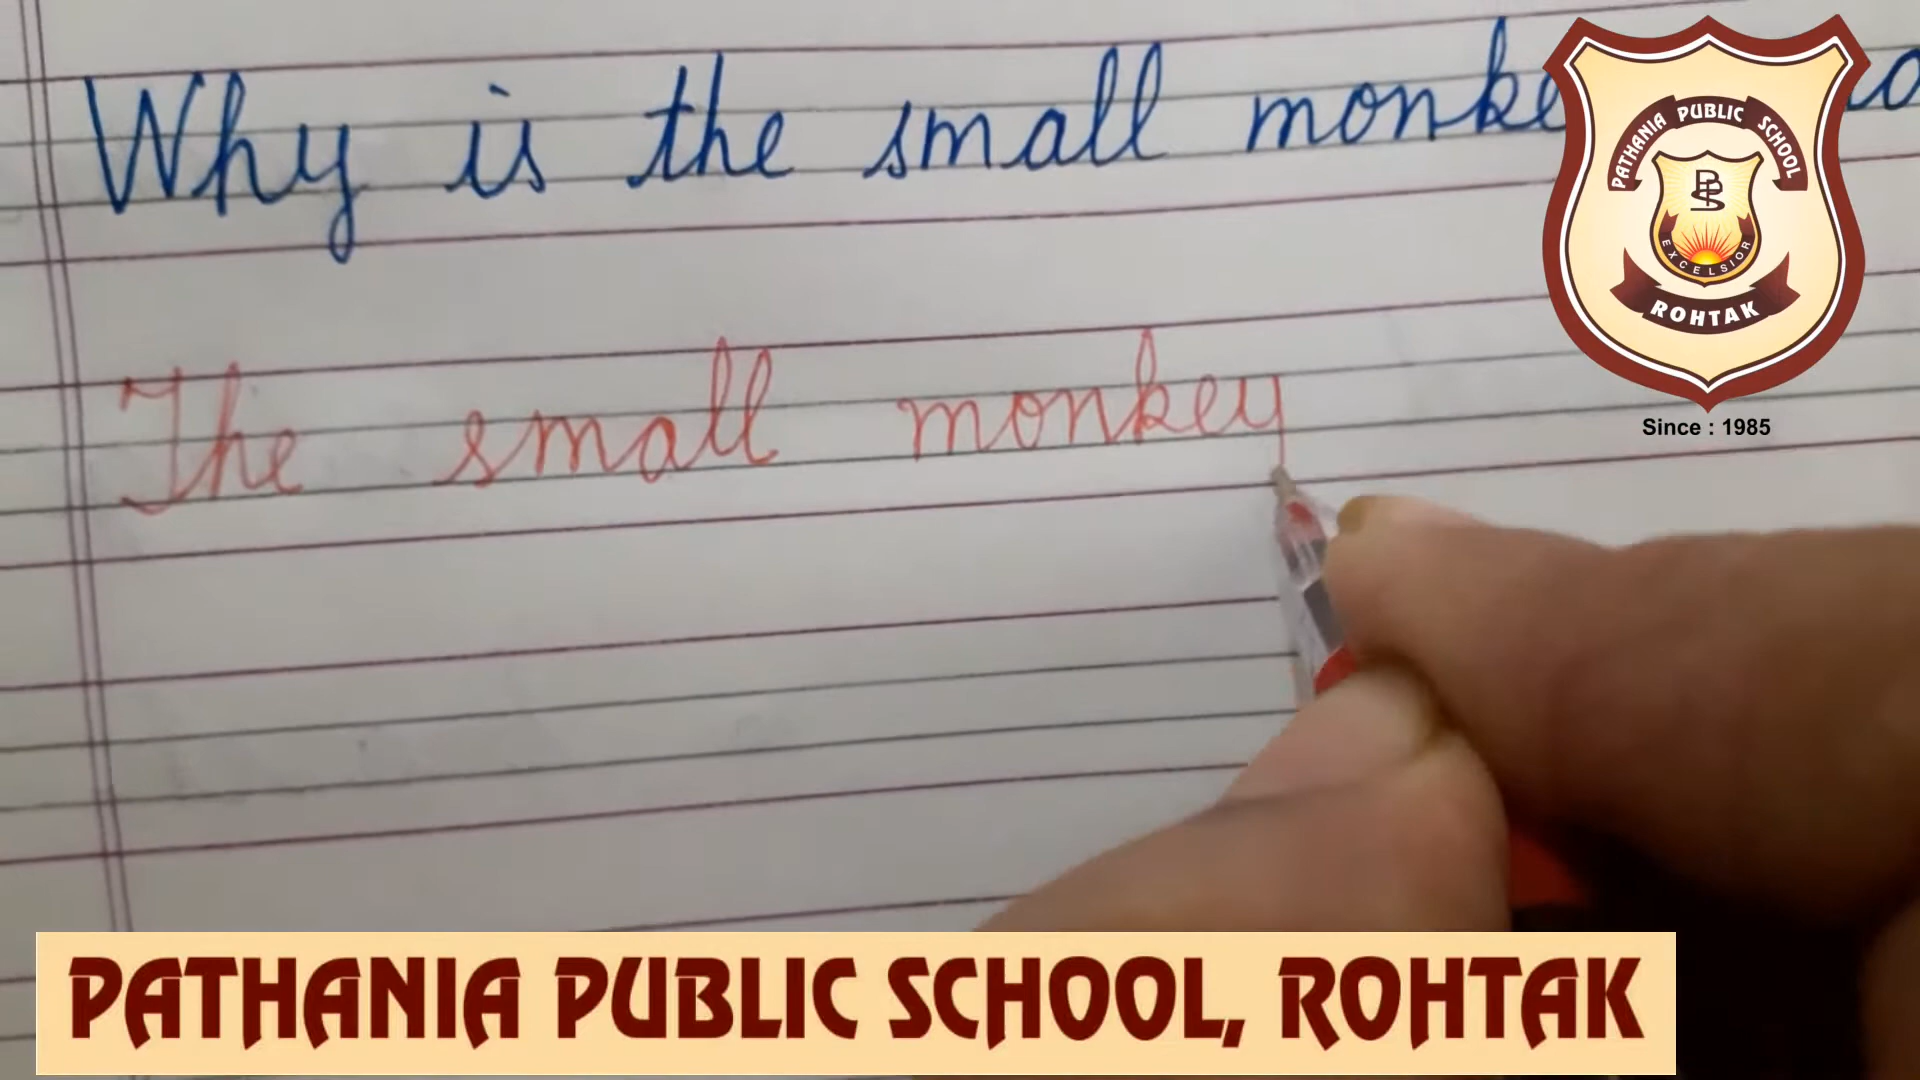 Why is the small monke
The small monkey
PATHANIA PUBLIC SCHOOL
PBS
EXCELSIOR
ROHTAK
Since : 1985
PATHANIA PUBLIC SCHOOL, ROHTAK